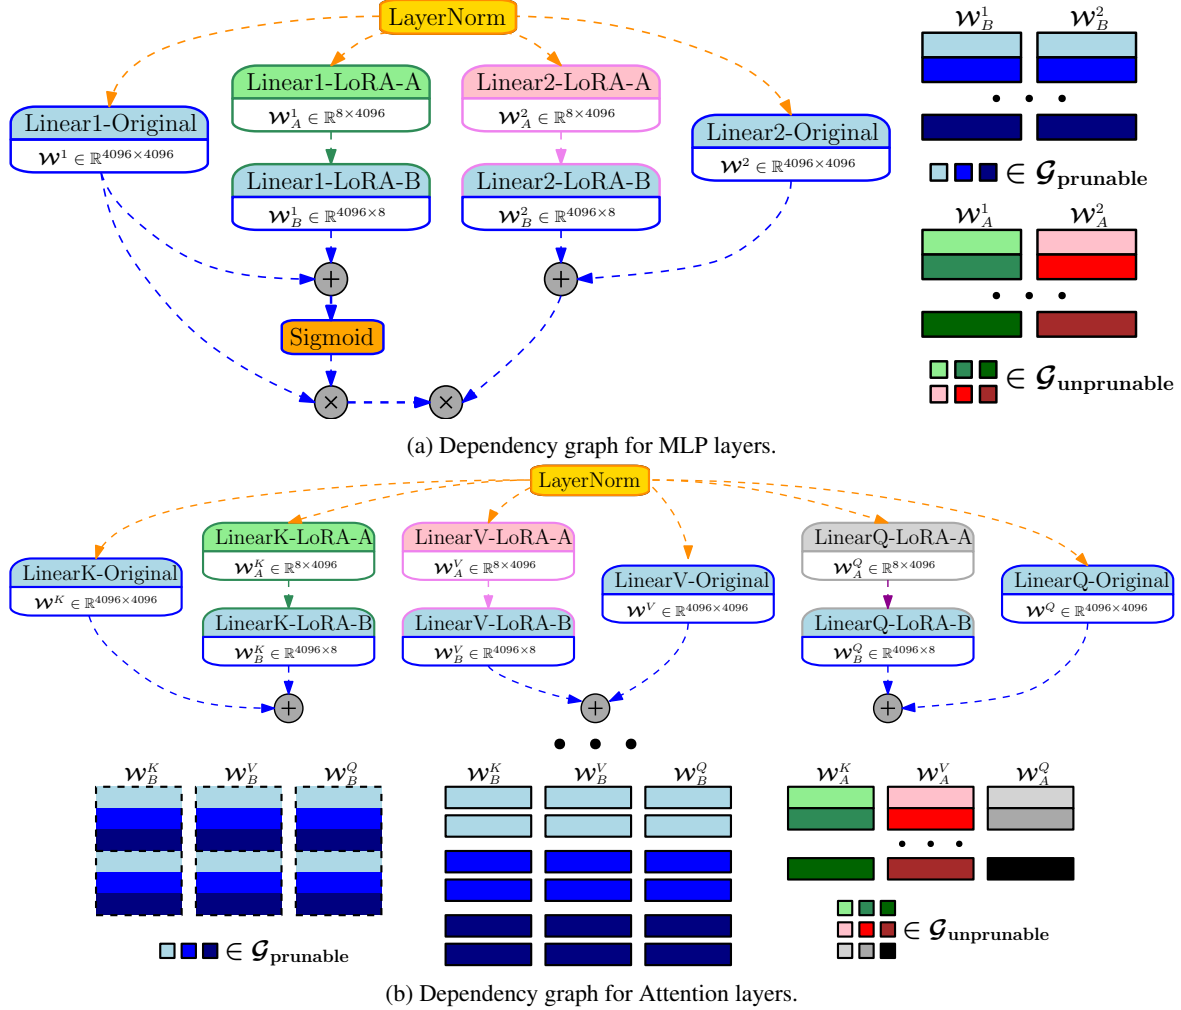 LayerNorm
Linear1-LoRA-A
𝓦_A^1 ∈ ℝ^{8×4096}
Linear2-LoRA-A
𝓦_A^2 ∈ ℝ^{8×4096}
Linear1-Original
𝓦^1 ∈ ℝ^{4096×4096}
Linear2-Original
𝓦^2 ∈ ℝ^{4096×4096}
Linear1-LoRA-B
𝓦_B^1 ∈ ℝ^{4096×8}
Linear2-LoRA-B
𝓦_B^2 ∈ ℝ^{4096×8}
+ +
Sigmoid
× ×
𝓦_B^1 𝓦_B^2
• • •
∈ 𝓖_prunable
𝓦_A^1 𝓦_A^2
• • •
∈ 𝓖_unprunable
(a) Dependency graph for MLP layers.
LayerNorm
LinearK-Original
𝓦^K ∈ ℝ^{4096×4096}
LinearK-LoRA-A
𝓦_A^K ∈ ℝ^{8×4096}
LinearK-LoRA-B
𝓦_B^K ∈ ℝ^{4096×8}
LinearV-LoRA-A
𝓦_A^V ∈ ℝ^{8×4096}
LinearV-LoRA-B
𝓦_B^V ∈ ℝ^{4096×8}
LinearV-Original
𝓦^V ∈ ℝ^{4096×4096}
LinearQ-LoRA-A
𝓦_A^Q ∈ ℝ^{8×4096}
LinearQ-LoRA-B
𝓦_B^Q ∈ ℝ^{4096×8}
LinearQ-Original
𝓦^Q ∈ ℝ^{4096×4096}
+ + +
• • •
𝓦_B^K 𝓦_B^V 𝓦_B^Q
∈ 𝓖_prunable
𝓦_B^K 𝓦_B^V 𝓦_B^Q
𝓦_A^K 𝓦_A^V 𝓦_A^Q
• • •
∈ 𝓖_unprunable
(b) Dependency graph for Attention layers.